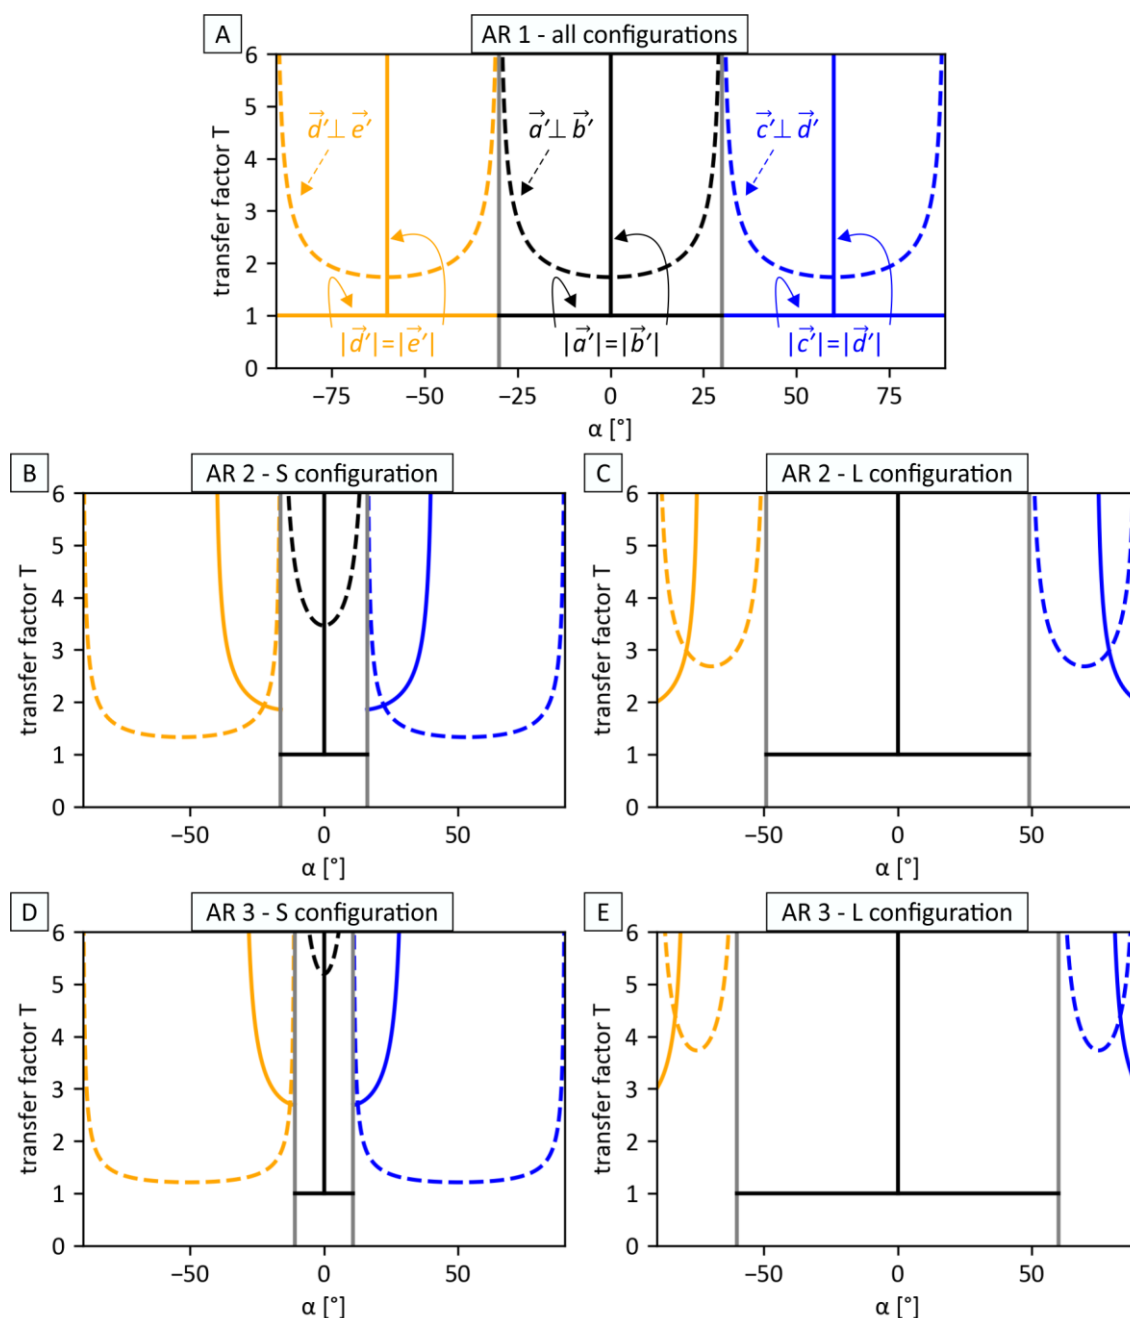 A
AR 1 - all configurations
transfer factor T
6
5
4
3
2
1
0
d⃗′⊥ e⃗′
a⃗′⊥ b⃗′
c⃗′⊥ d⃗′
|d⃗′|=|e⃗′|
|a⃗′|=|b⃗′|
|c⃗′|=|d⃗′|
−75 −50 −25 0 25 50 75
α [°]
B
AR 2 - S configuration
transfer factor T
6
5
4
3
2
1
0
−50 0 50
α [°]
C
AR 2 - L configuration
transfer factor T
6
5
4
3
2
1
0
−50 0 50
α [°]
D
AR 3 - S configuration
transfer factor T
6
5
4
3
2
1
0
−50 0 50
α [°]
E
AR 3 - L configuration
transfer factor T
6
5
4
3
2
1
0
−50 0 50
α [°]